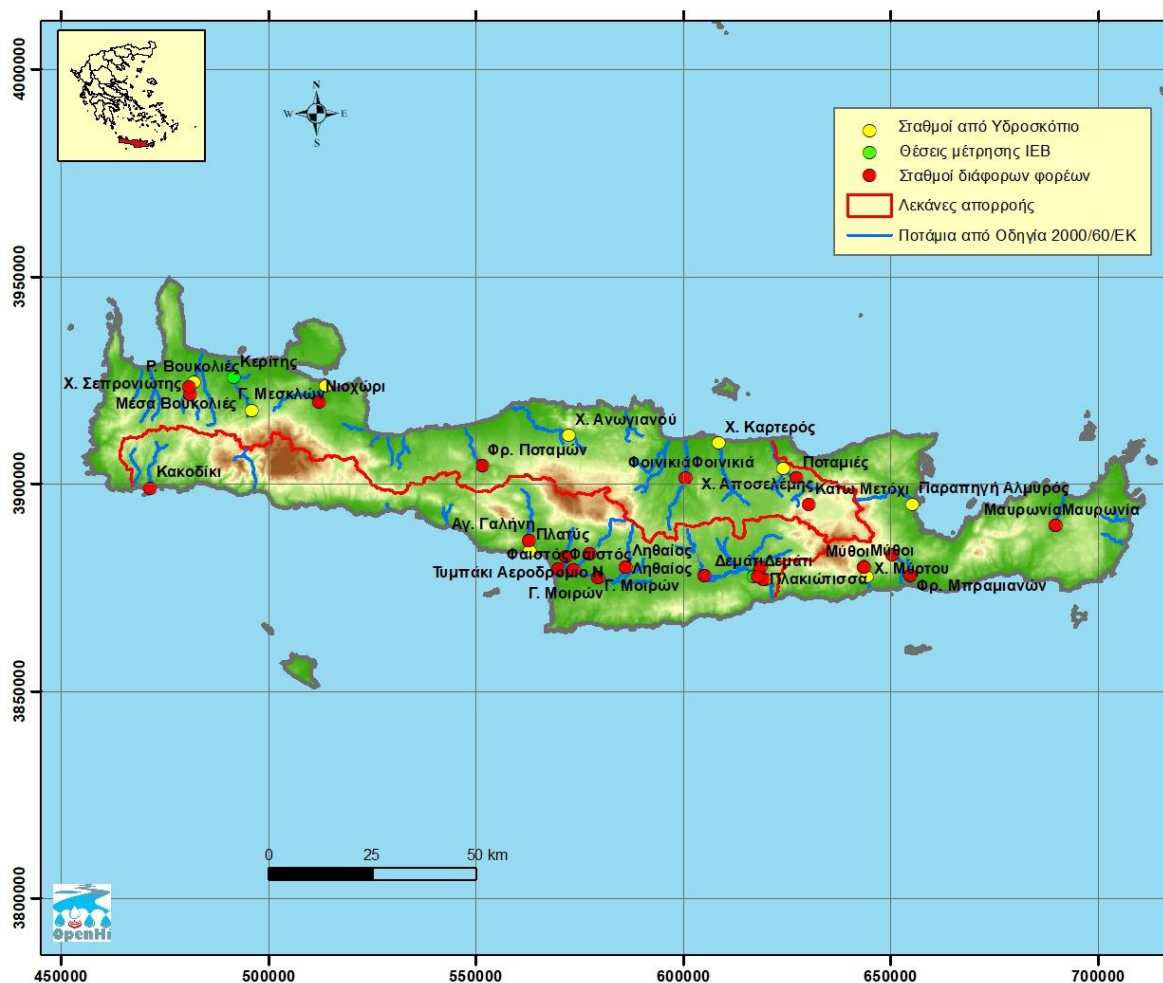 4000000
3950000
3900000
3850000
3800000
N
W E
S
Σταθμοί από Υδροσκόπιο
Θέσεις μέτρησης ΙΕΒ
Σταθμοί διάφορων φορέων
Λεκάνες απορροής
Ποτάμια από Οδηγία 2000/60/ΕΚ
Ρ. Βουκολιές
Κερίτης
Χ. Σεπρονιώτης
Γ. Μεσκλών
Νιοχώρι
Μέσα Βουκολιές
Κακοδίκι
Χ. Ανωγιανού
Χ. Καρτερός
Φρ. Ποταμών
Φοινικιά
Φοινικιά
Ποταμιές
Χ. Αποσελέμης
Κάτω Μετόχι
Παραπηγή Αλμυρός
Μαυρωνία
Μαυρωνία
Αγ. Γαλήνη
Πλατύς
Φαιστός
Φαιστός
Ληθαίος
Ληθαίος
Δεμάτι
Δεμάτι
Μύθοι
Μύθοι
Τυμπάκι Αεροδρόμιο Ν.
Γ. Μοιρών
Γ. Μοιρών
Πλακιώτισσα
Χ. Μύρτου
Φρ. Μπραμιανών
0 25 50 km
OpenHi
450000 500000 550000 600000 650000 700000